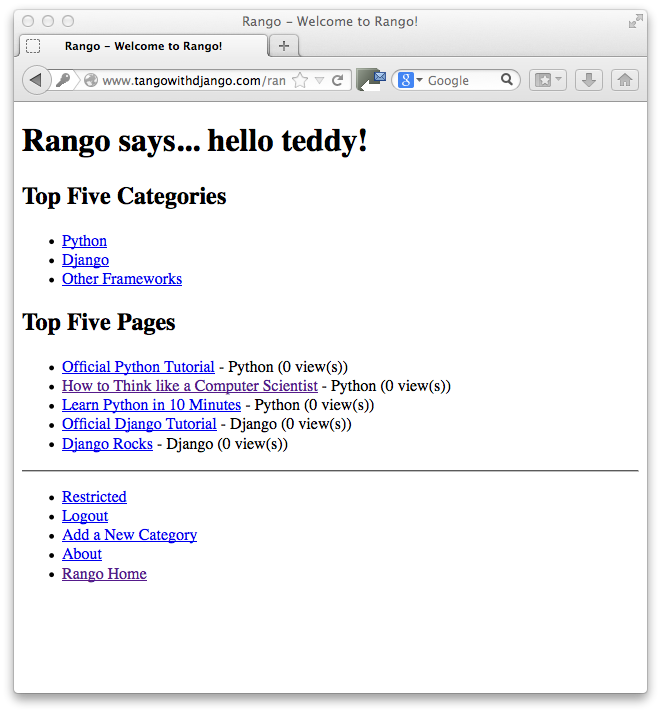 Rango – Welcome to Rango!
Rango – Welcome to Rango!
www.tangowithdjango.com/ran
Google
Rango says... hello teddy!
Top Five Categories
Python
Django
Other Frameworks
Top Five Pages
Official Python Tutorial - Python (0 view(s))
How to Think like a Computer Scientist - Python (0 view(s))
Learn Python in 10 Minutes - Python (0 view(s))
Official Django Tutorial - Django (0 view(s))
Django Rocks - Django (0 view(s))
Restricted
Logout
Add a New Category
About
Rango Home